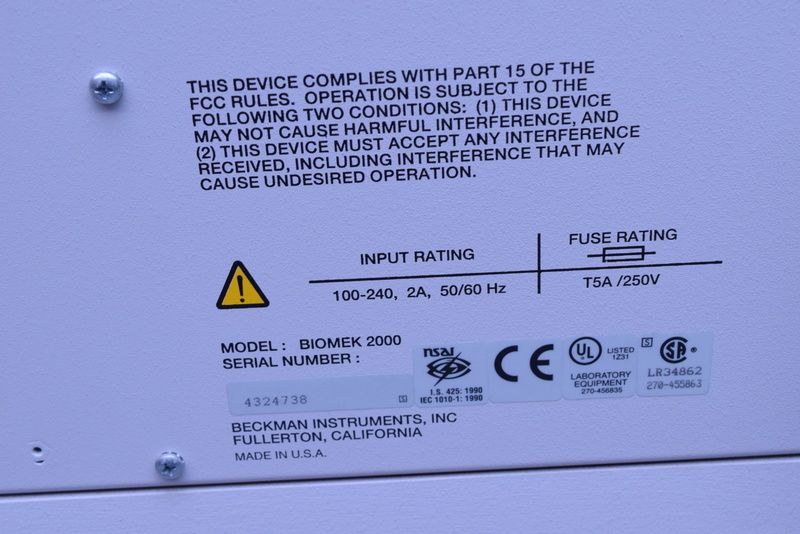 THIS DEVICE COMPLIES WITH PART 15 OF THE
FCC RULES. OPERATION IS SUBJECT TO THE
FOLLOWING TWO CONDITIONS: (1) THIS DEVICE
MAY NOT CAUSE HARMFUL INTERFERENCE, AND
(2) THIS DEVICE MUST ACCEPT ANY INTERFERENCE
RECEIVED, INCLUDING INTERFERENCE THAT MAY
CAUSE UNDESIRED OPERATION.
INPUT RATING
100-240, 2A, 50/60 Hz
FUSE RATING
T5A /250V
!
MODEL : BIOMEK 2000
SERIAL NUMBER :
4324738 S
nsai
I.S. 425: 1990
IEC 1010-1: 1990
CE
UL LISTED
1Z31
LABORATORY
EQUIPMENT
270-456835
S SA ®
LR34862
270-455863
BECKMAN INSTRUMENTS, INC
FULLERTON, CALIFORNIA
MADE IN U.S.A.